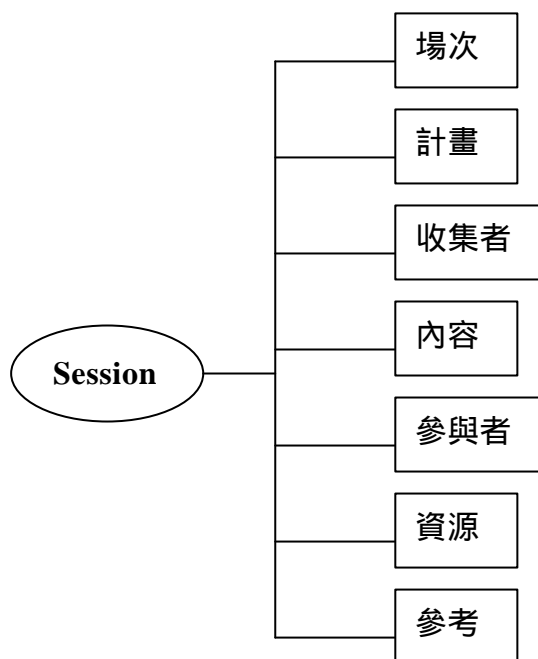 場次
計畫
收集者
內容
Session
參與者
資源
參考